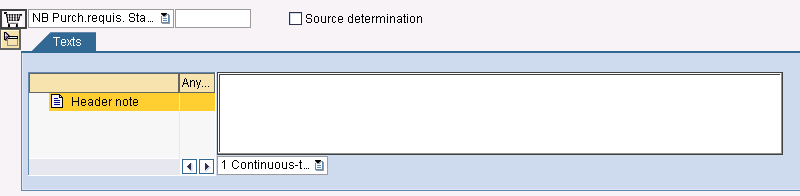 NB Purch.requis. Sta... Source determination
Texts
Any...
Header note
1 Continuous-t...